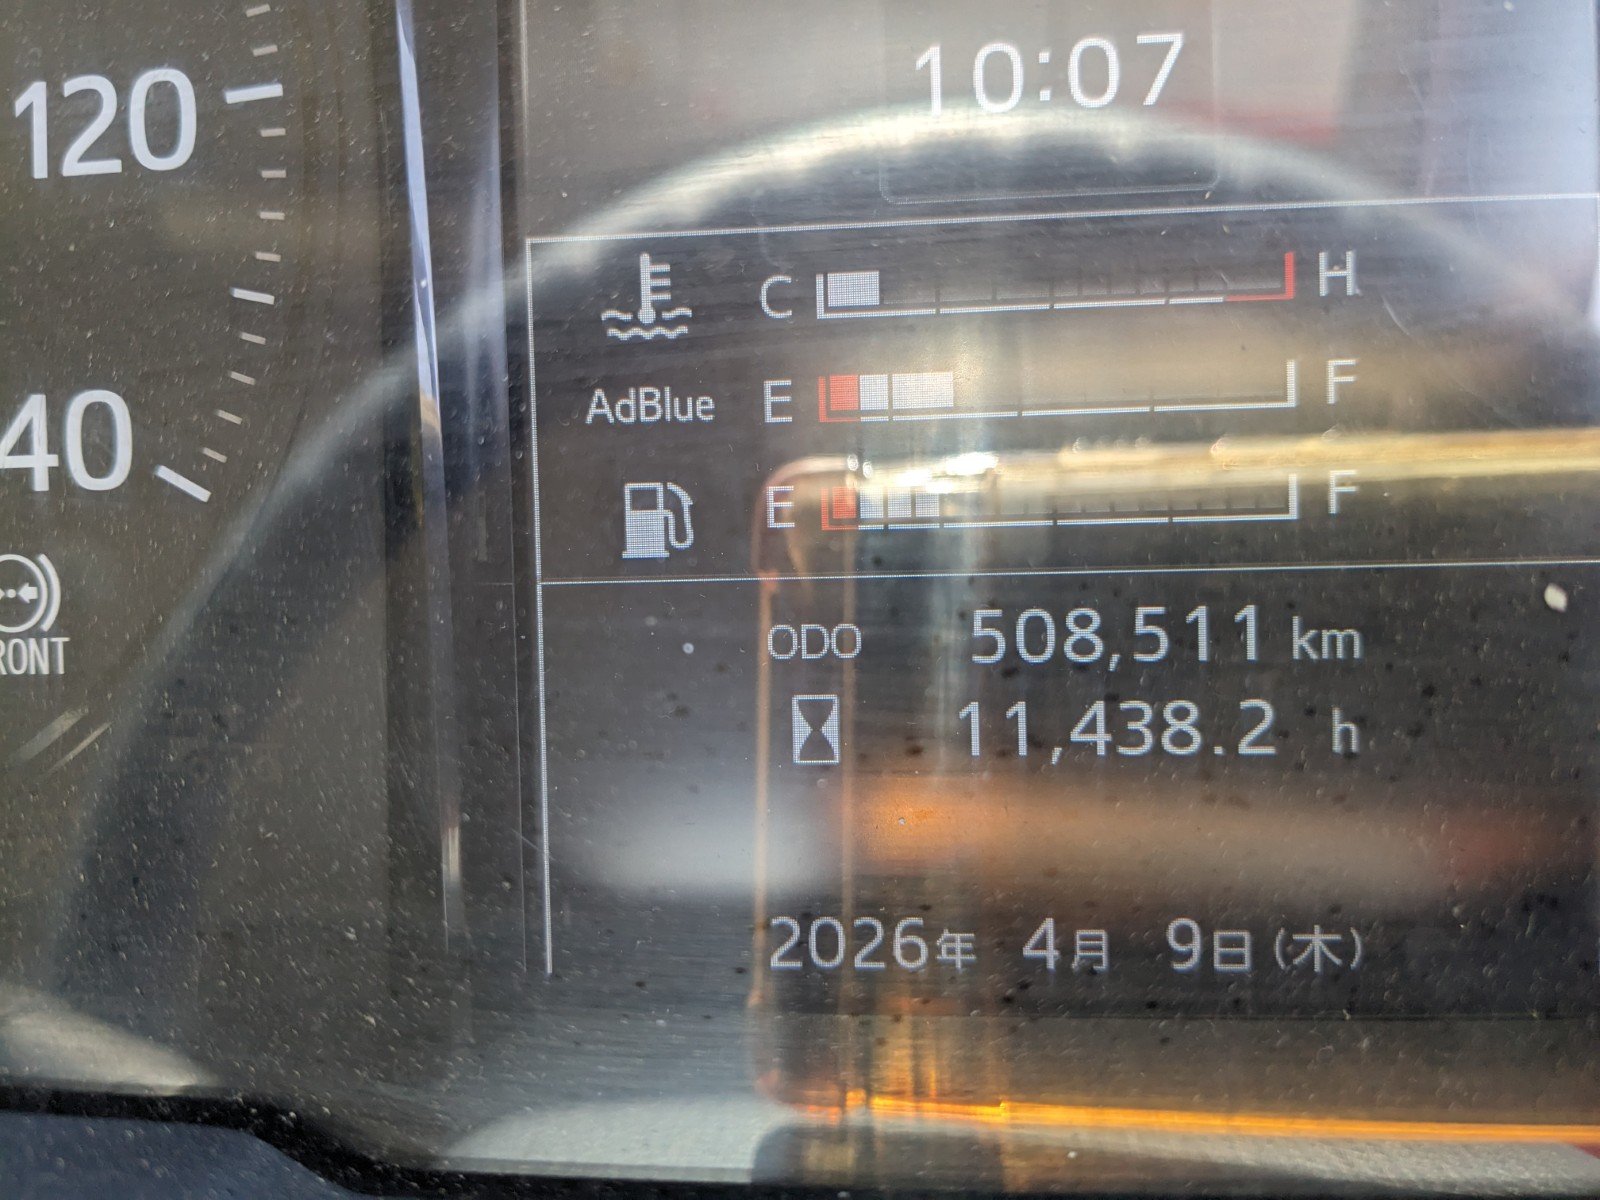 120
10:07
C H
AdBlue E F
40
E F
ODO 508,511 km
11,438.2 h
2026年 4月 9日(木)